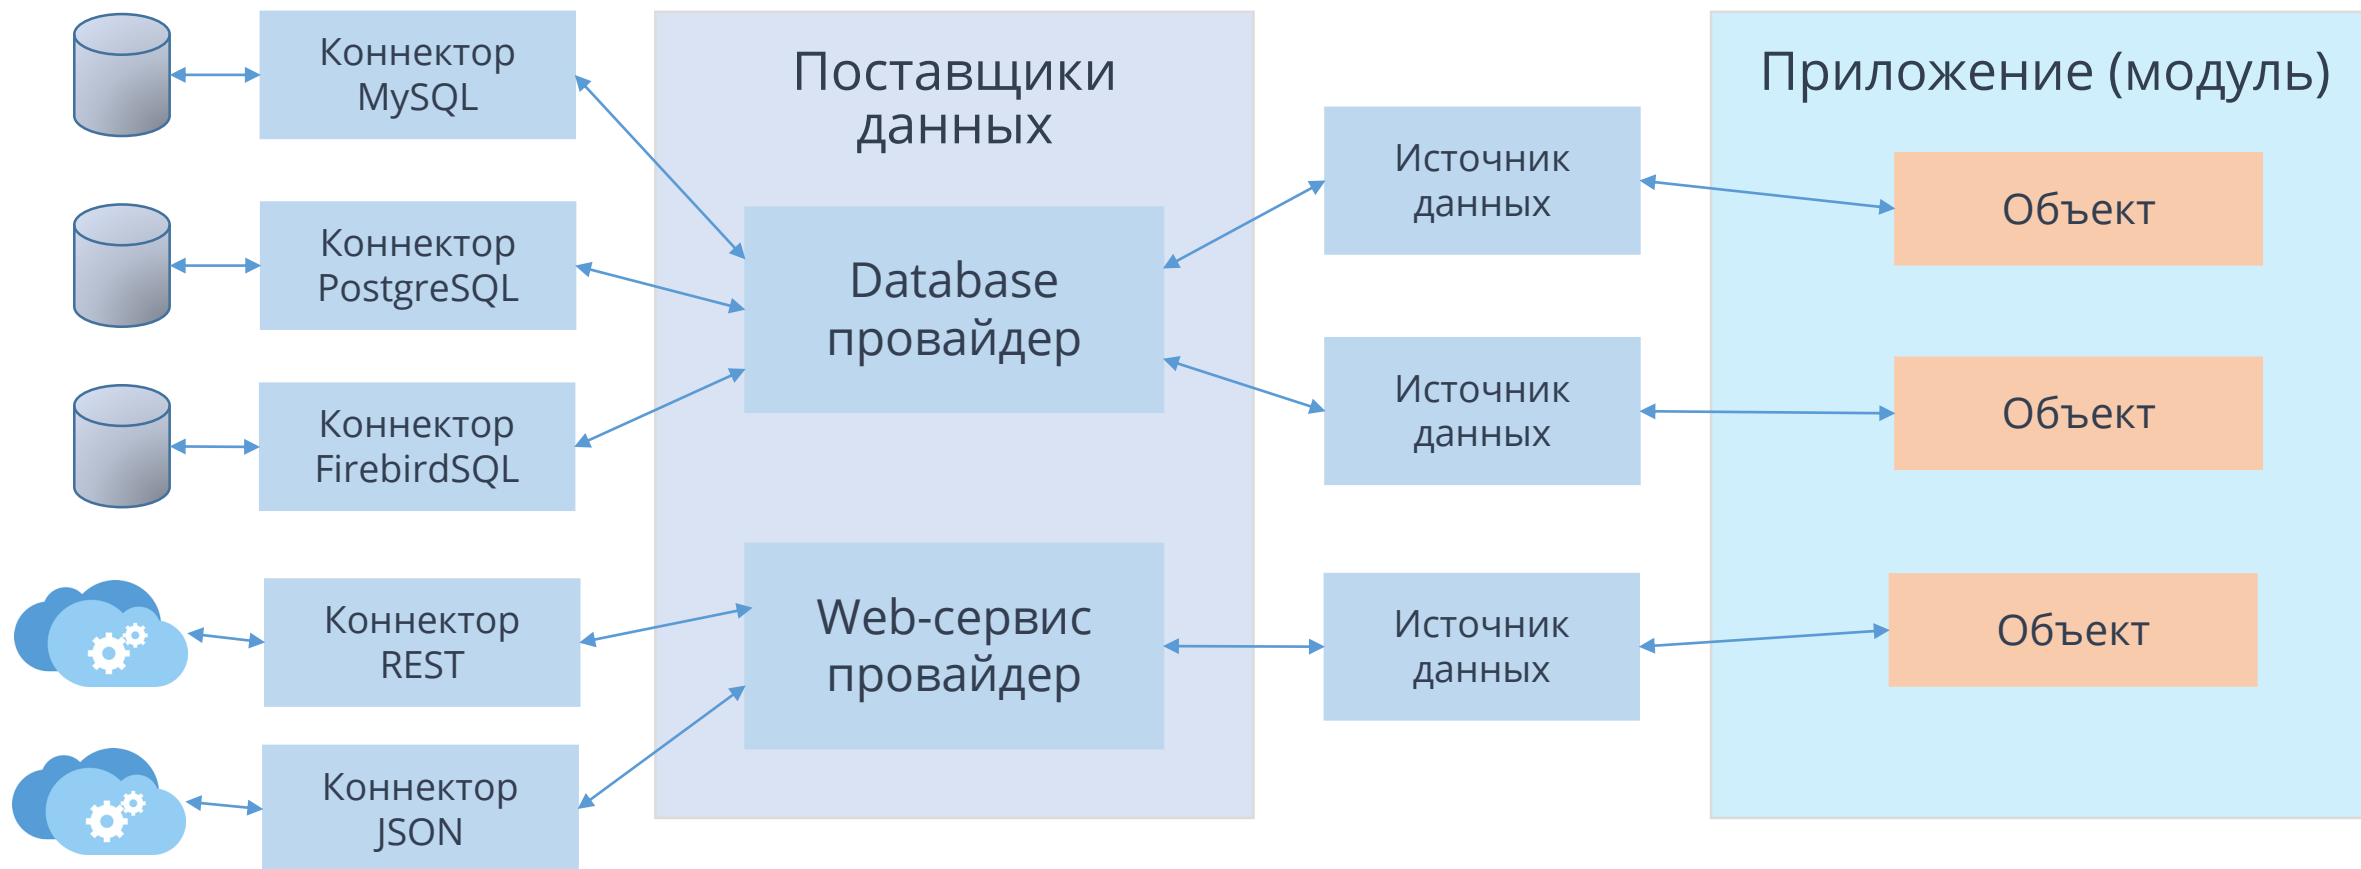 Коннектор
MySQL
Коннектор
PostgreSQL
Коннектор
FirebirdSQL
Коннектор
REST
Коннектор
JSON
Поставщики
данных
Database
провайдер
Web-сервис
провайдер
Источник
данных
Источник
данных
Источник
данных
Приложение (модуль)
Объект
Объект
Объект